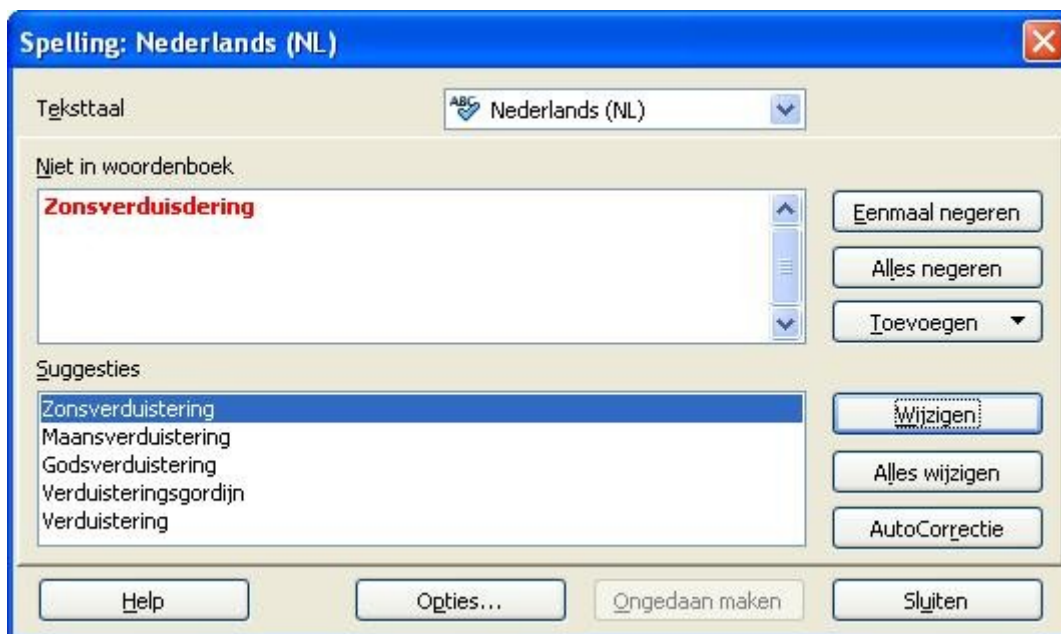 Spelling: Nederlands (NL)
Teksttaal
ABC
Nederlands (NL)
Niet in woordenboek
Zonsverduisdering
Eenmaal negeren
Alles negeren
Toevoegen
Suggesties
Zonsverduistering
Maansverduistering
Godsverduistering
Verduisteringsgordijn
Verduistering
Wijzigen
Alles wijzigen
AutoCorrectie
Help
Opties...
Ongedaan maken
Sluiten